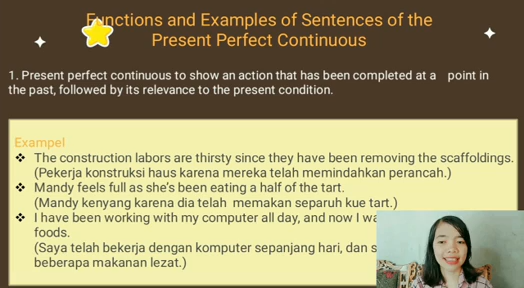 Functions and Examples of Sentences of the
Present Perfect Continuous
1. Present perfect continuous to show an action that has been completed at a point in
the past, followed by its relevance to the present condition.
Exampel
❖ The construction labors are thirsty since they have been removing the scaffoldings.
(Pekerja konstruksi haus karena mereka telah memindahkan perancah.)
❖ Mandy feels full as she's been eating a half of the tart.
(Mandy kenyang karena dia telah memakan separuh kue tart.)
❖ I have been working with my computer all day, and now I
foods.
(Saya telah bekerja dengan komputer sepanjang hari, dan
beberapa makanan lezat.)